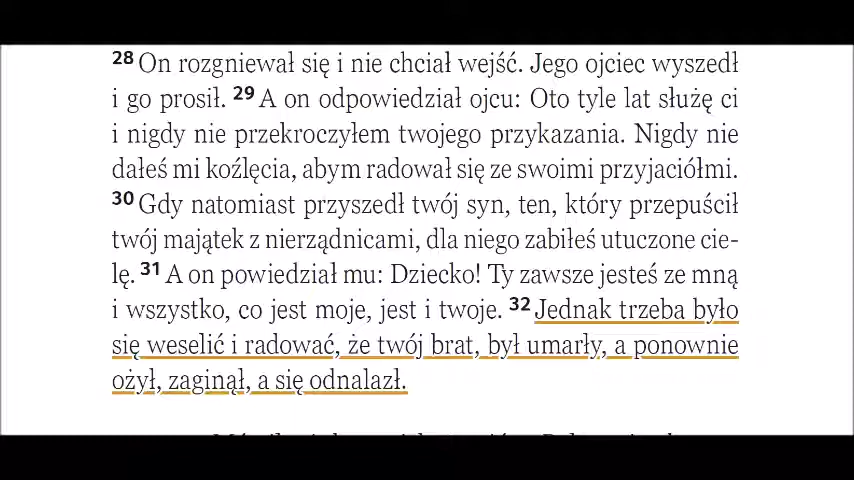 28 On rozgniewał się i nie chciał wejść. Jego ojciec wyszedł
i go prosił. 29 A on odpowiedział ojcu: Oto tyle lat służę ci
i nigdy nie przekroczyłem twojego przykazania. Nigdy nie
dałeś mi koźlęcia, abym radował się ze swoimi przyjaciółmi.
30 Gdy natomiast przyszedł twój syn, ten, który przepuścił
twój majątek z nierządnicami, dla niego zabiłeś utuczone cie-
lę. 31 A on powiedział mu: Dziecko! Ty zawsze jesteś ze mną
i wszystko, co jest moje, jest i twoje. 32 Jednak trzeba było
się weselić i radować, że twój brat, był umarły, a ponownie
ożył, zaginął, a się odnalazł.